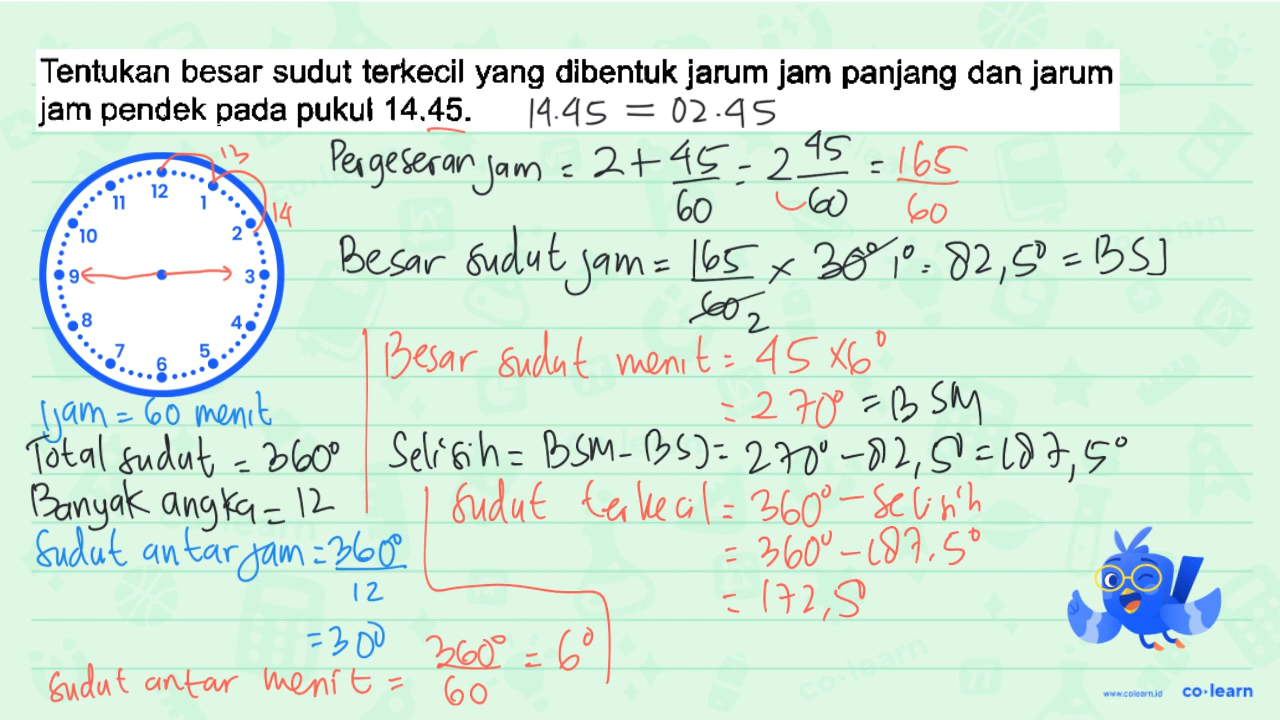 Tentukan besar sudut terkecil yang dibentuk jarum jam panjang dan jarum
jam pendek pada pukul 14.45. 14.45 = 02.45
Pergeseran jam = 2 + 45/60 = 2 45/60 = 165/60
Besar sudut jam = 165/60 2 × 30° 1° = 82,5° = BSJ
13
14
12
1
2
3
4
5
6
7
8
9
10
11
Besar sudut menit = 45 × 6°
= 270° = BSM
1 jam = 60 menit
Total sudut = 360°
Banyak angka = 12
Sudut antar jam = 360°/12
= 30°
Sudut antar menit = 360°/60 = 6°
Selisih = BSM - BSJ = 270° - 82,5° = 187,5°
Sudut terkecil = 360° - Selisih
= 360° - 187,5°
= 172,5°
www.colearn.id
co·learn